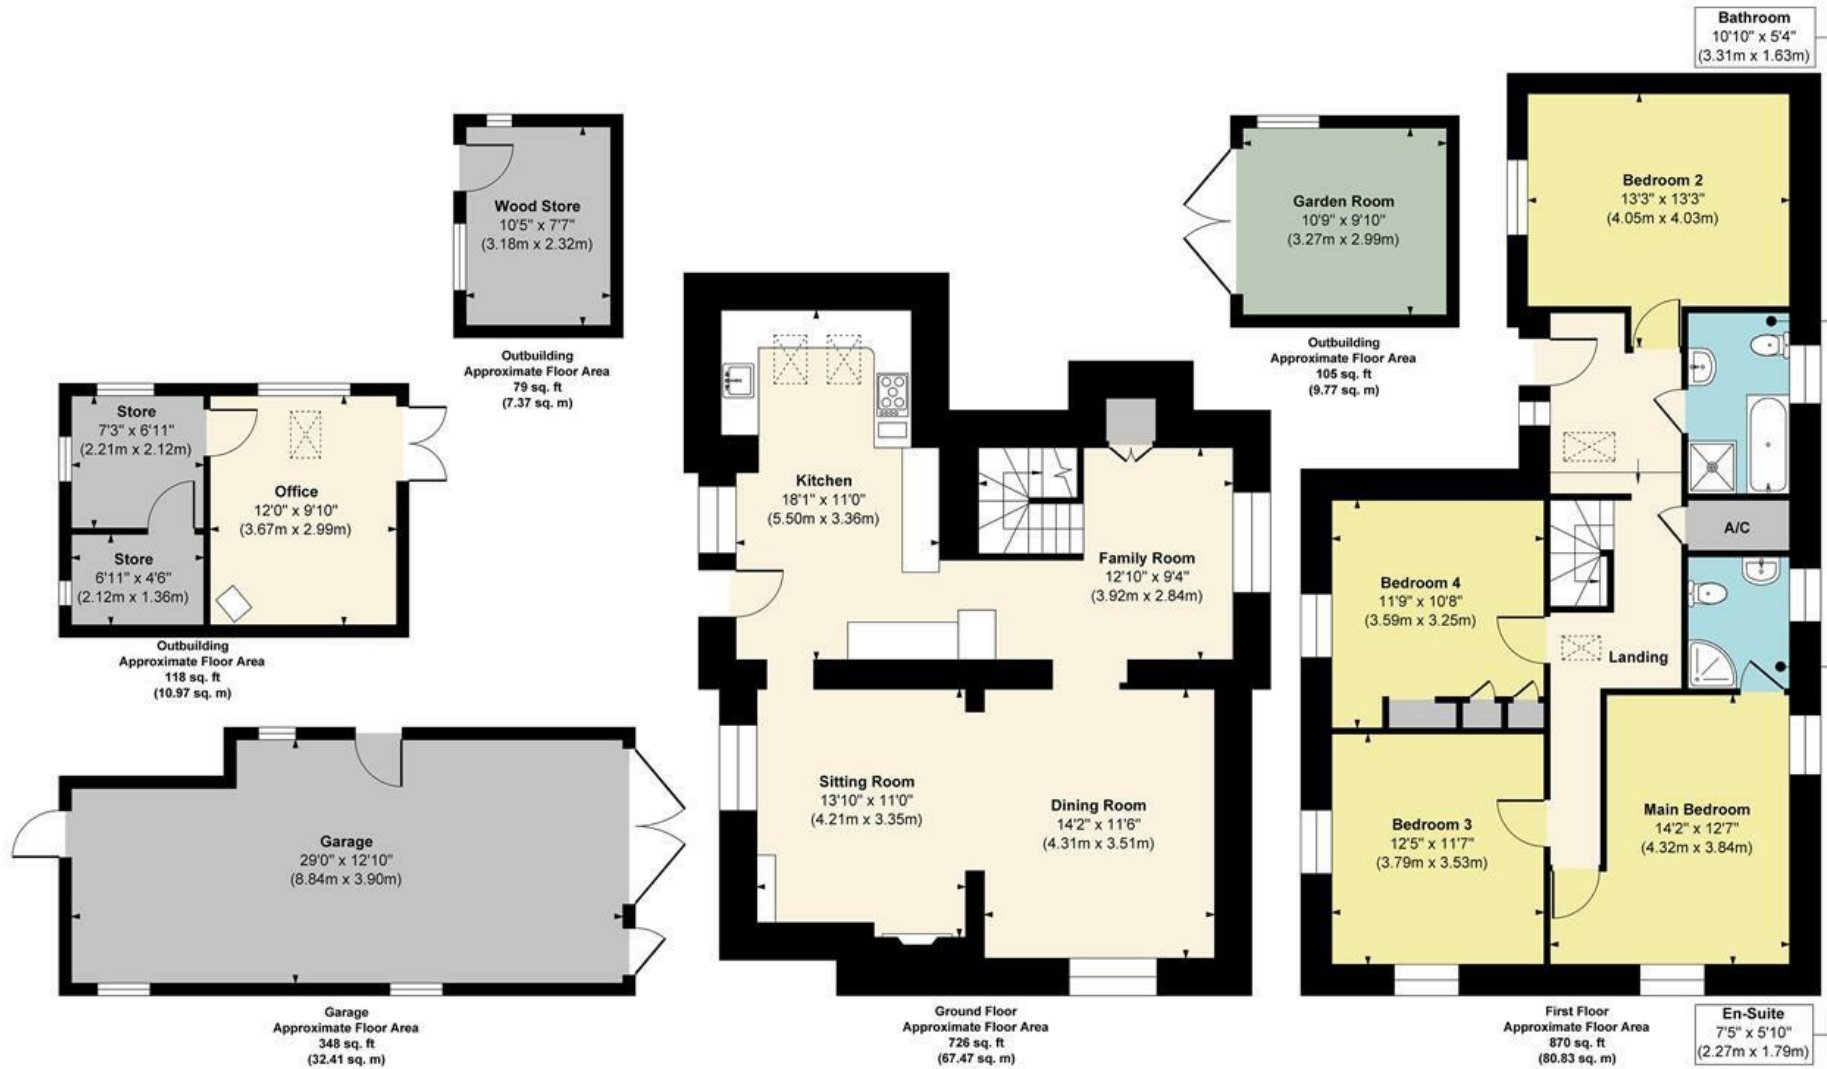 Bathroom
10'10" x 5'4"
(3.31m x 1.63m)
Wood Store
10'5" x 7'7"
(3.18m x 2.32m)
Outbuilding
Approximate Floor Area
79 sq. ft
(7.37 sq. m)
Garden Room
10'9" x 9'10"
(3.27m x 2.99m)
Outbuilding
Approximate Floor Area
105 sq. ft
(9.77 sq. m)
Bedroom 2
13'3" x 13'3"
(4.05m x 4.03m)
Store
7'3" x 6'11"
(2.21m x 2.12m)
Office
12'0" x 9'10"
(3.67m x 2.99m)
Store
6'11" x 4'6"
(2.12m x 1.36m)
Outbuilding
Approximate Floor Area
118 sq. ft
(10.97 sq. m)
Kitchen
18'1" x 11'0"
(5.50m x 3.36m)
Family Room
12'10" x 9'4"
(3.92m x 2.84m)
A/C
Bedroom 4
11'9" x 10'8"
(3.59m x 3.25m)
Landing
Garage
29'0" x 12'10"
(8.84m x 3.90m)
Sitting Room
13'10" x 11'0"
(4.21m x 3.35m)
Dining Room
14'2" x 11'6"
(4.31m x 3.51m)
Bedroom 3
12'5" x 11'7"
(3.79m x 3.53m)
Main Bedroom
14'2" x 12'7"
(4.32m x 3.84m)
Garage
Approximate Floor Area
348 sq. ft
(32.41 sq. m)
Ground Floor
Approximate Floor Area
726 sq. ft
(67.47 sq. m)
First Floor
Approximate Floor Area
870 sq. ft
(80.83 sq. m)
En-Suite
7'5" x 5'10"
(2.27m x 1.79m)